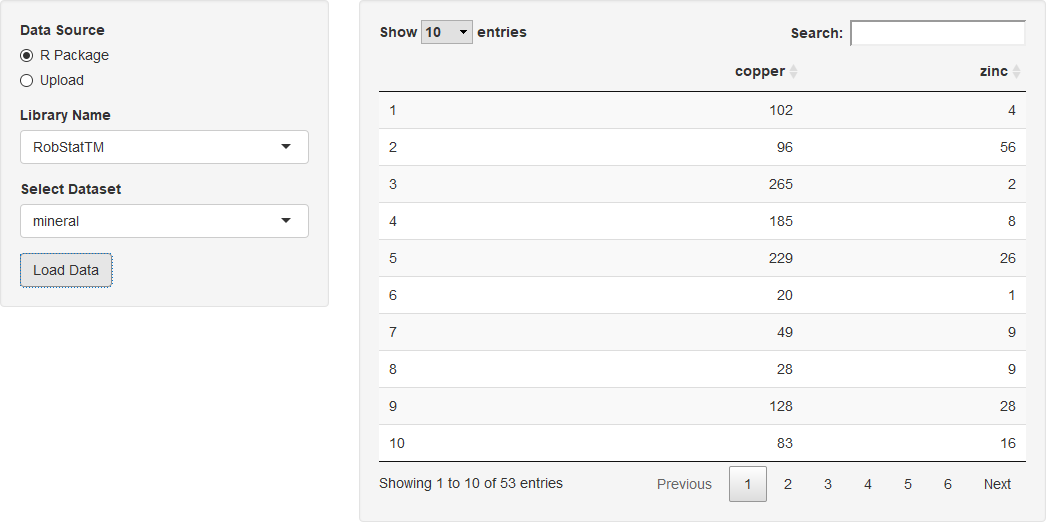 Data Source
R Package
Upload
Library Name
RobStatTM
Select Dataset
mineral
Load Data
Show 10 entries Search:
copper zinc
1 102 4
2 96 56
3 265 2
4 185 8
5 229 26
6 20 1
7 49 9
8 28 9
9 128 28
10 83 16
Showing 1 to 10 of 53 entries Previous 1 2 3 4 5 6 Next